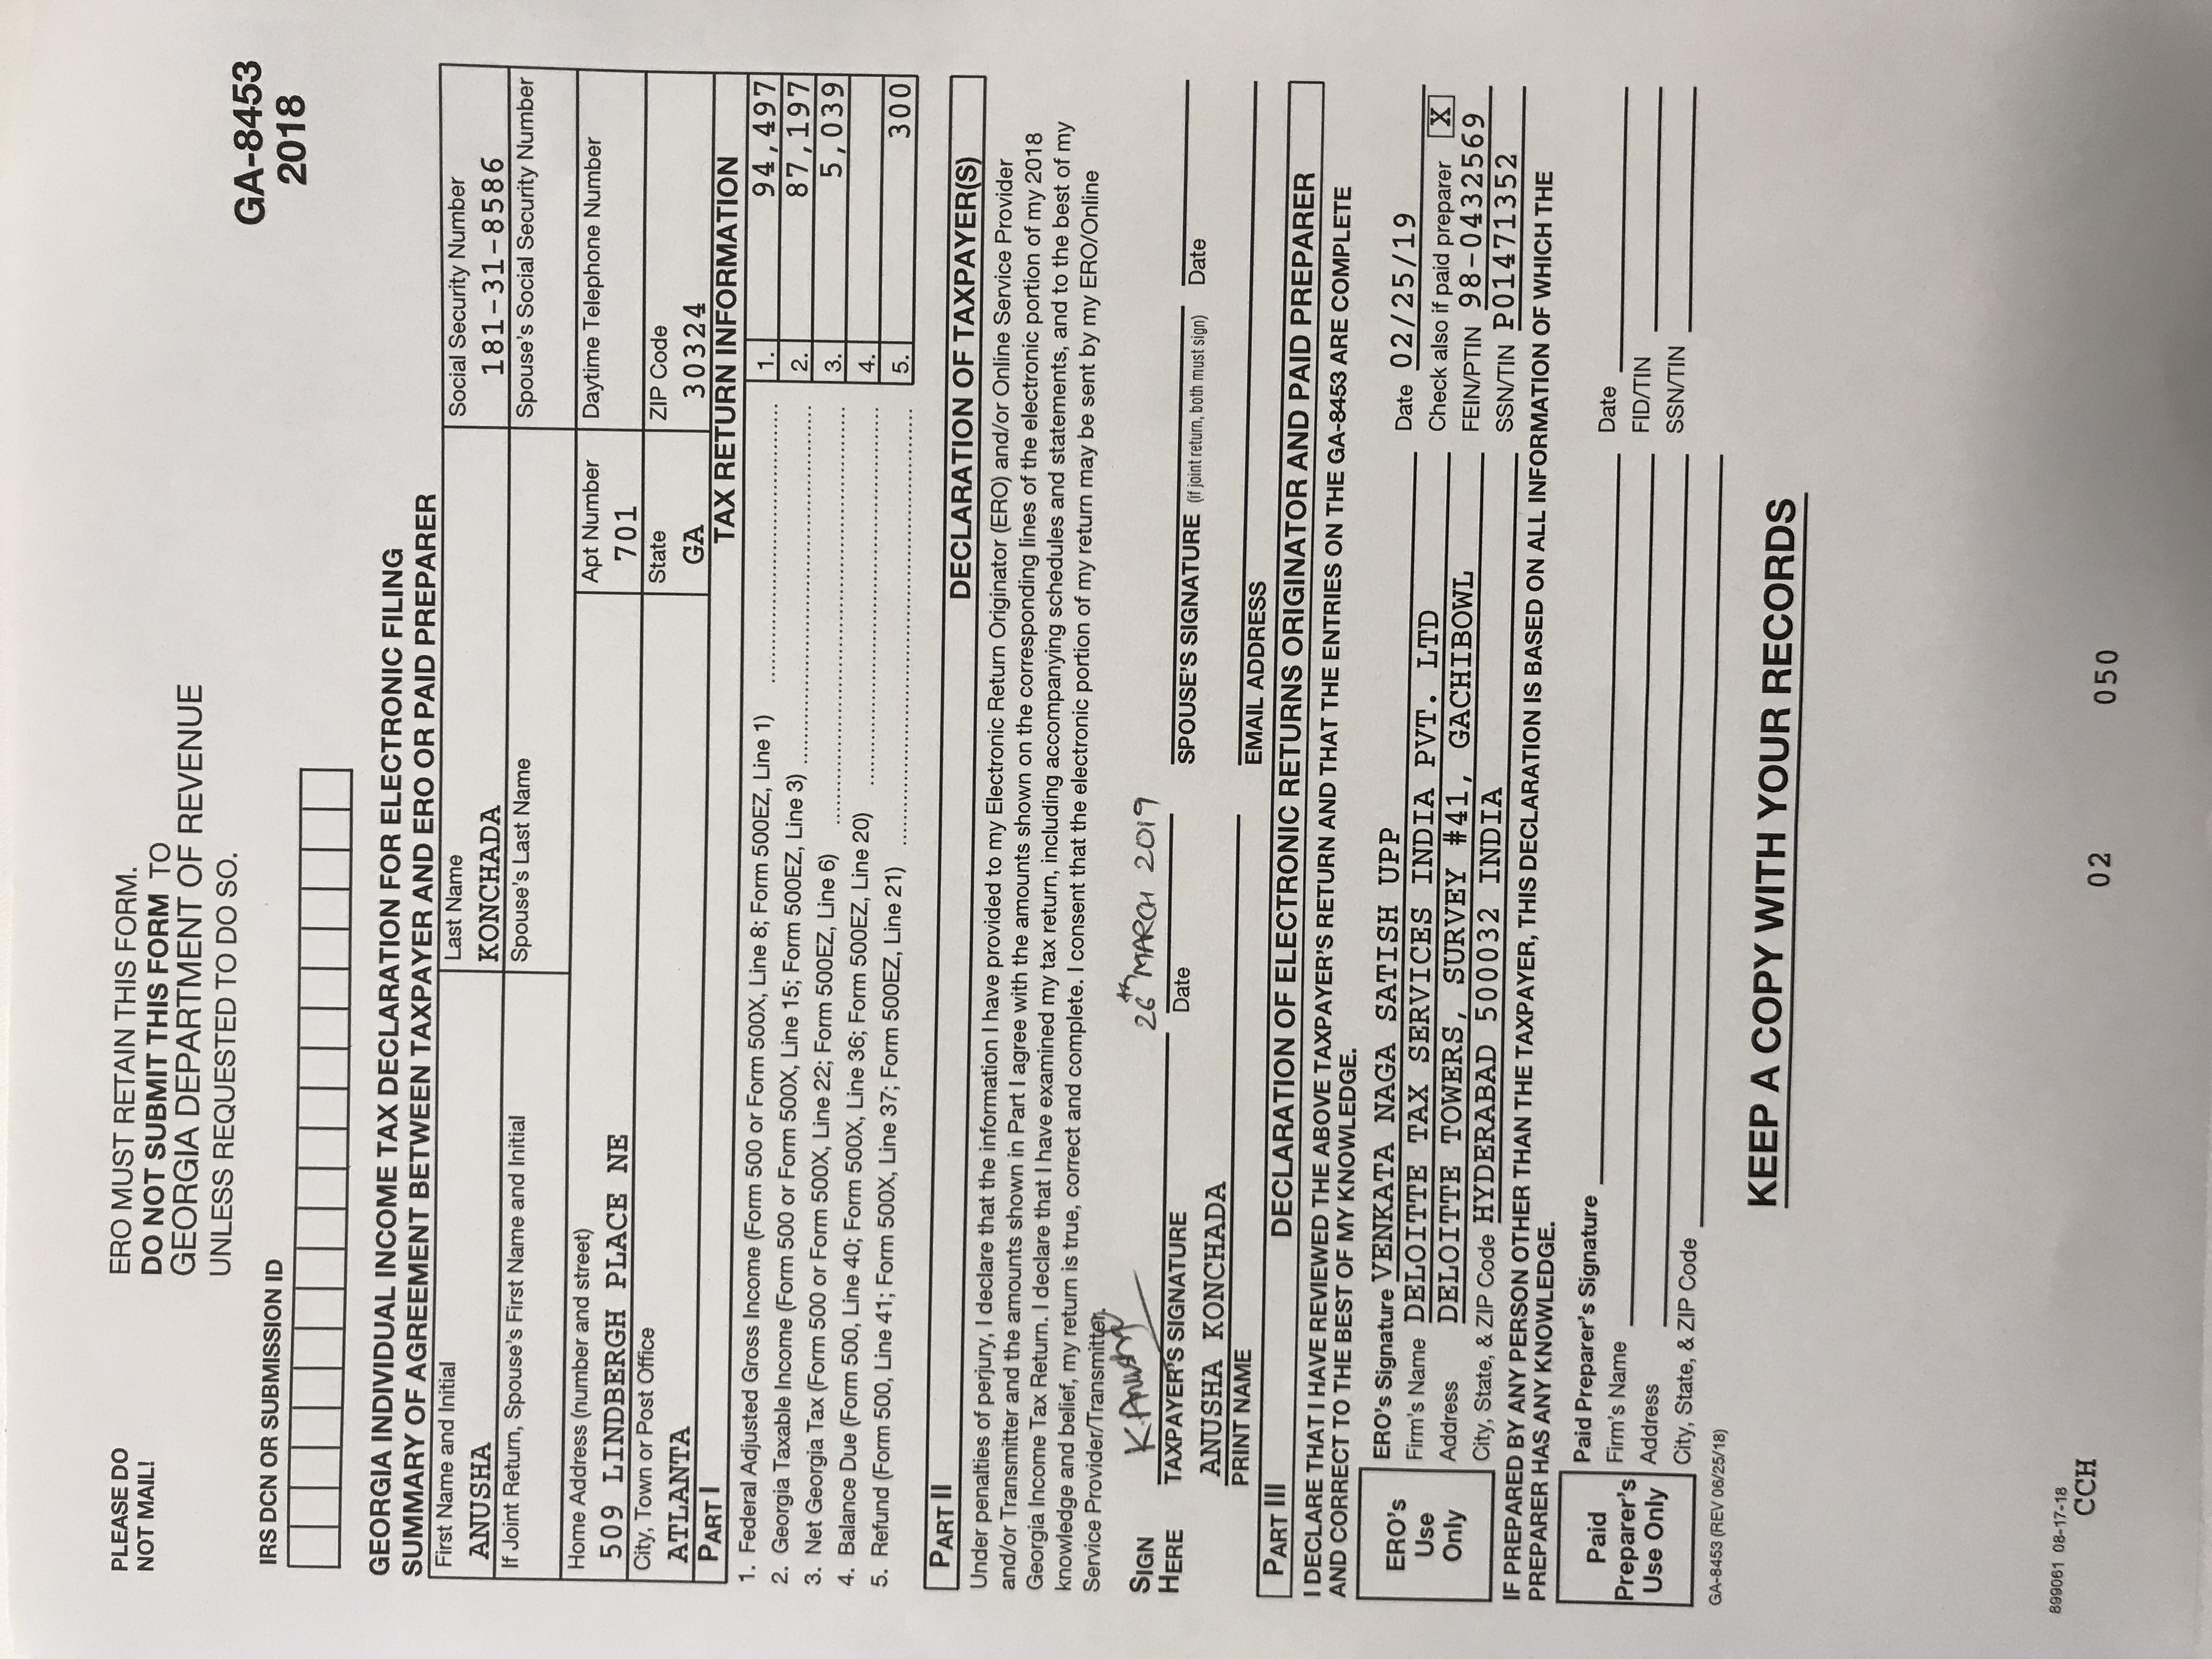 PLEASE DO
NOT MAIL!
ERO MUST RETAIN THIS FORM.
DO NOT SUBMIT THIS FORM TO
GEORGIA DEPARTMENT OF REVENUE
UNLESS REQUESTED TO DO SO.
GA-8453
2018
IRS DCN OR SUBMISSION ID
GEORGIA INDIVIDUAL INCOME TAX DECLARATION FOR ELECTRONIC FILING
SUMMARY OF AGREEMENT BETWEEN TAXPAYER AND ERO OR PAID PREPARER
First Name and Initial Last Name Social Security Number
ANUSHA KONCHADA 181-31-8586
If Joint Return, Spouse's First Name and Initial Spouse's Last Name Spouse's Social Security Number
Home Address (number and street) Apt Number Daytime Telephone Number
509 LINDBERGH PLACE NE 701
City, Town or Post Office State ZIP Code
ATLANTA GA 30324
PART I TAX RETURN INFORMATION
1. Federal Adjusted Gross Income (Form 500 or Form 500X, Line 8; Form 500EZ, Line 1) 1. 94,497
2. Georgia Taxable Income (Form 500 or Form 500X, Line 15; Form 500EZ, Line 3) 2. 87,197
3. Net Georgia Tax (Form 500 or Form 500X, Line 22; Form 500EZ, Line 6) 3. 5,039
4. Balance Due (Form 500, Line 40; Form 500X, Line 36; Form 500EZ, Line 20) 4.
5. Refund (Form 500, Line 41; Form 500X, Line 37; Form 500EZ, Line 21) 5. 300
PART II DECLARATION OF TAXPAYER(S)
Under penalties of perjury, I declare that the information I have provided to my Electronic Return Originator (ERO) and/or Online Service Provider
and/or Transmitter and the amounts shown in Part I agree with the amounts shown on the corresponding lines of the electronic portion of my 2018
Georgia Income Tax Return. I declare that I have examined my tax return, including accompanying schedules and statements, and to the best of my
knowledge and belief, my return is true, correct and complete. I consent that the electronic portion of my return may be sent by my ERO/Online
Service Provider/Transmitter.
SIGN HERE K.Anusha 26th MARCH 2019
TAXPAYER'S SIGNATURE Date SPOUSE'S SIGNATURE (if joint return, both must sign) Date
ANUSHA KONCHADA
PRINT NAME EMAIL ADDRESS
PART III DECLARATION OF ELECTRONIC RETURNS ORIGINATOR AND PAID PREPARER
I DECLARE THAT I HAVE REVIEWED THE ABOVE TAXPAYER'S RETURN AND THAT THE ENTRIES ON THE GA-8453 ARE COMPLETE
AND CORRECT TO THE BEST OF MY KNOWLEDGE.
ERO's Use Only
ERO's Signature VENKATA NAGA SATISH UPP Date 02/25/19
Firm's Name DELOITTE TAX SERVICES INDIA PVT. LTD Check also if paid preparer X
Address DELOITTE TOWERS, SURVEY #41, GACHIBOWL FEIN/PTIN 98-0432569
City, State, & ZIP Code HYDERABAD 500032 INDIA SSN/TIN P01471352
IF PREPARED BY ANY PERSON OTHER THAN THE TAXPAYER, THIS DECLARATION IS BASED ON ALL INFORMATION OF WHICH THE
PREPARER HAS ANY KNOWLEDGE.
Paid Preparer's Use Only
Paid Preparer's Signature Date
Firm's Name FID/TIN
Address SSN/TIN
City, State, & ZIP Code
GA-8453 (REV 06/25/18)
KEEP A COPY WITH YOUR RECORDS
899061 08-17-18
CCH
02 050